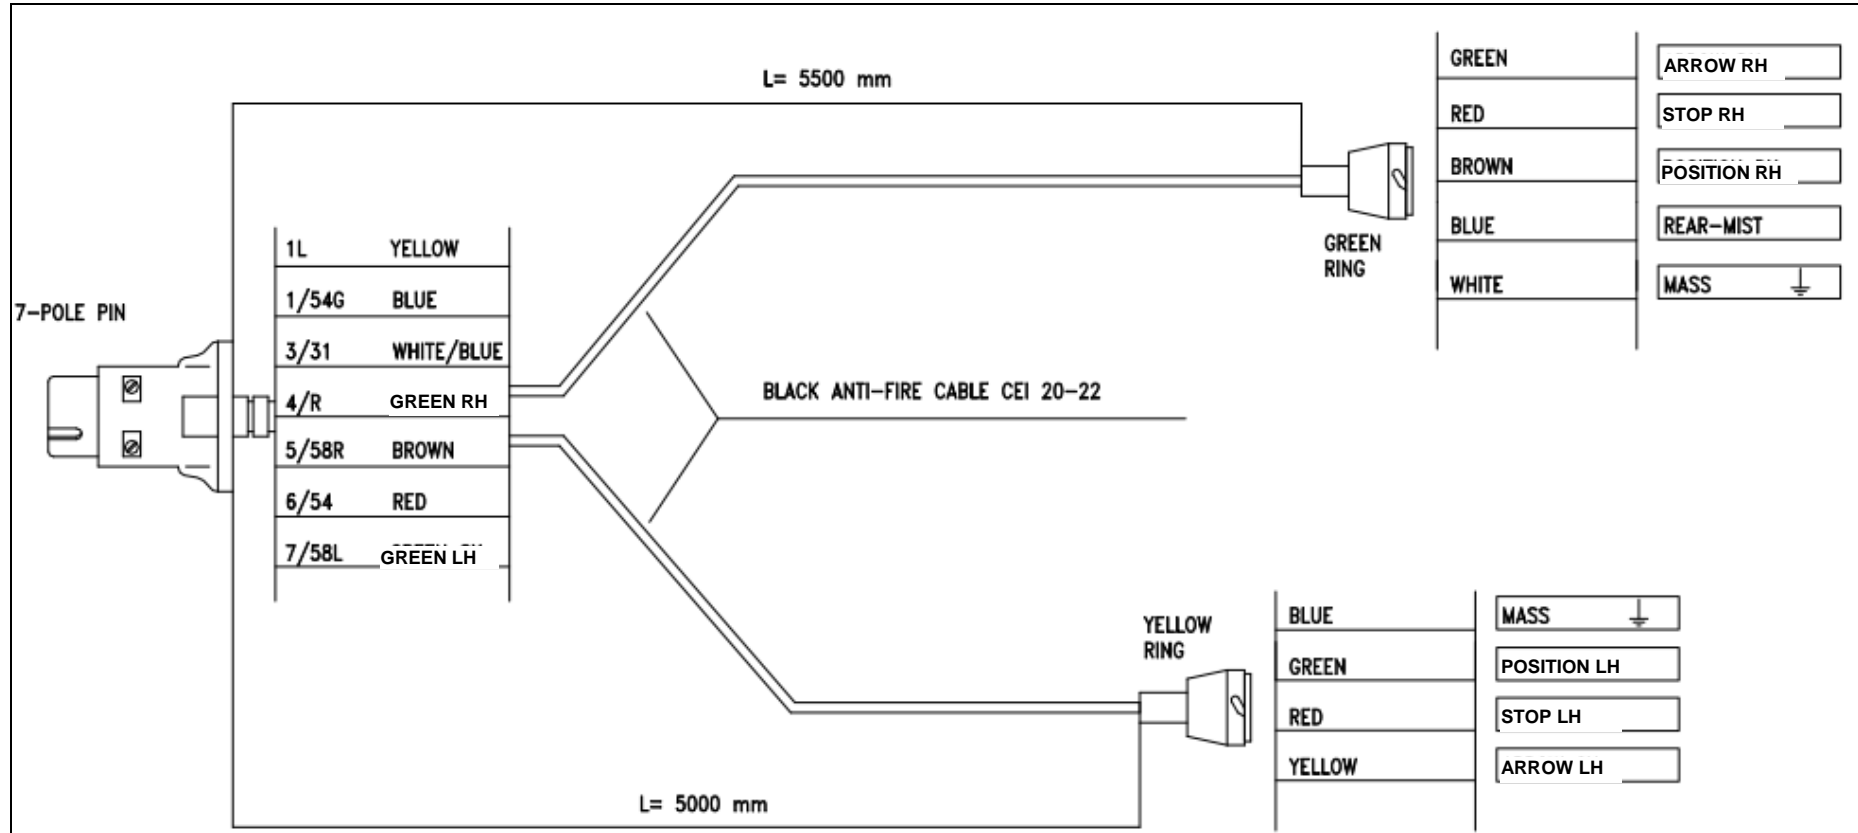 L= 5500 mm
GREEN ARROW RH
RED STOP RH
BROWN POSITION RH
BLUE REAR-MIST
WHITE MASS
GREEN
RING
7-POLE PIN
1L YELLOW
1/54G BLUE
3/31 WHITE/BLUE
4/R GREEN RH
5/58R BROWN
6/54 RED
7/58L GREEN LH
BLACK ANTI-FIRE CABLE CEI 20-22
YELLOW
RING
BLUE MASS
GREEN POSITION LH
RED STOP LH
YELLOW ARROW LH
L= 5000 mm